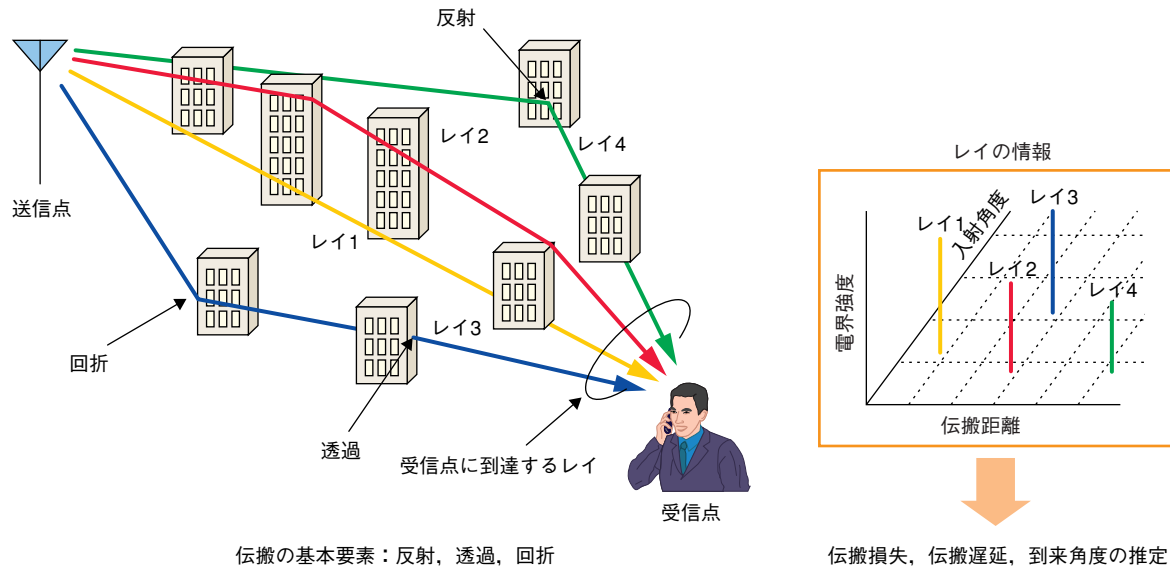 反射
送信点
レイ2
レイ4
レイ1
レイ3
回折
透過
受信点に到達するレイ
受信点
伝搬の基本要素：反射，透過，回折
レイの情報
入射角度
レイ1
レイ3
レイ2
レイ4
電界強度
伝搬距離
伝搬損失，伝搬遅延，到来角度の推定